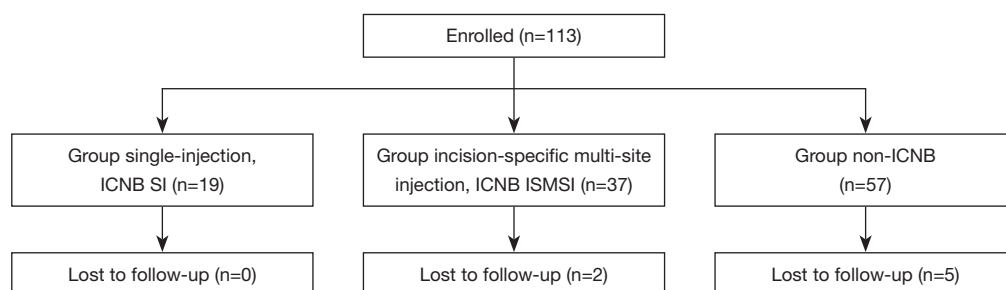 Enrolled (n=113)
Group single-injection,
ICNB SI (n=19)
Group incision-specific multi-site
injection, ICNB ISMSI (n=37)
Group non-ICNB
(n=57)
Lost to follow-up (n=0)
Lost to follow-up (n=2)
Lost to follow-up (n=5)